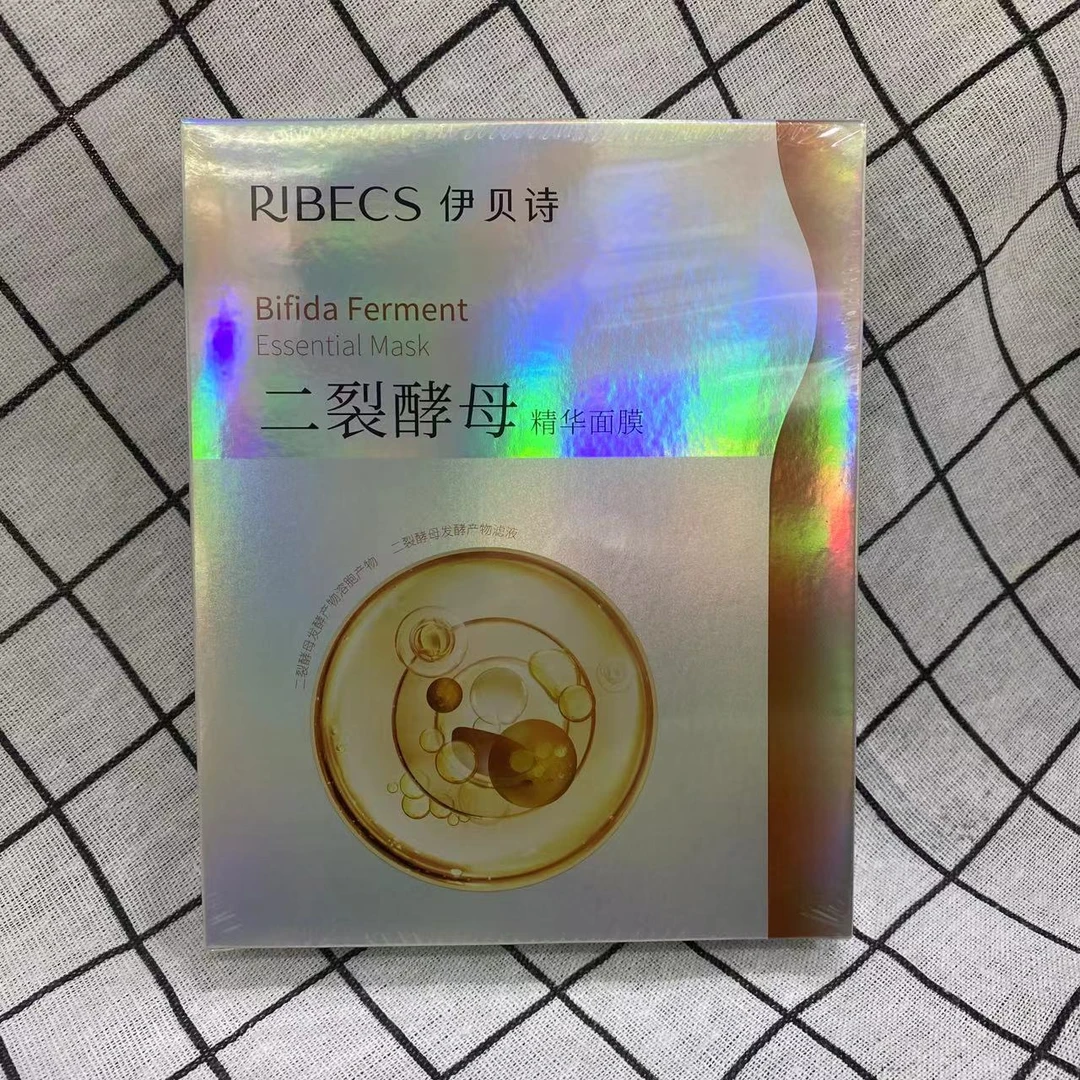 RIBECS 伊贝诗
Bifida Ferment
Essential Mask
二裂酵母 精华面膜
二裂酵母发酵产物溶胞产物
二裂酵母发酵产物滤液